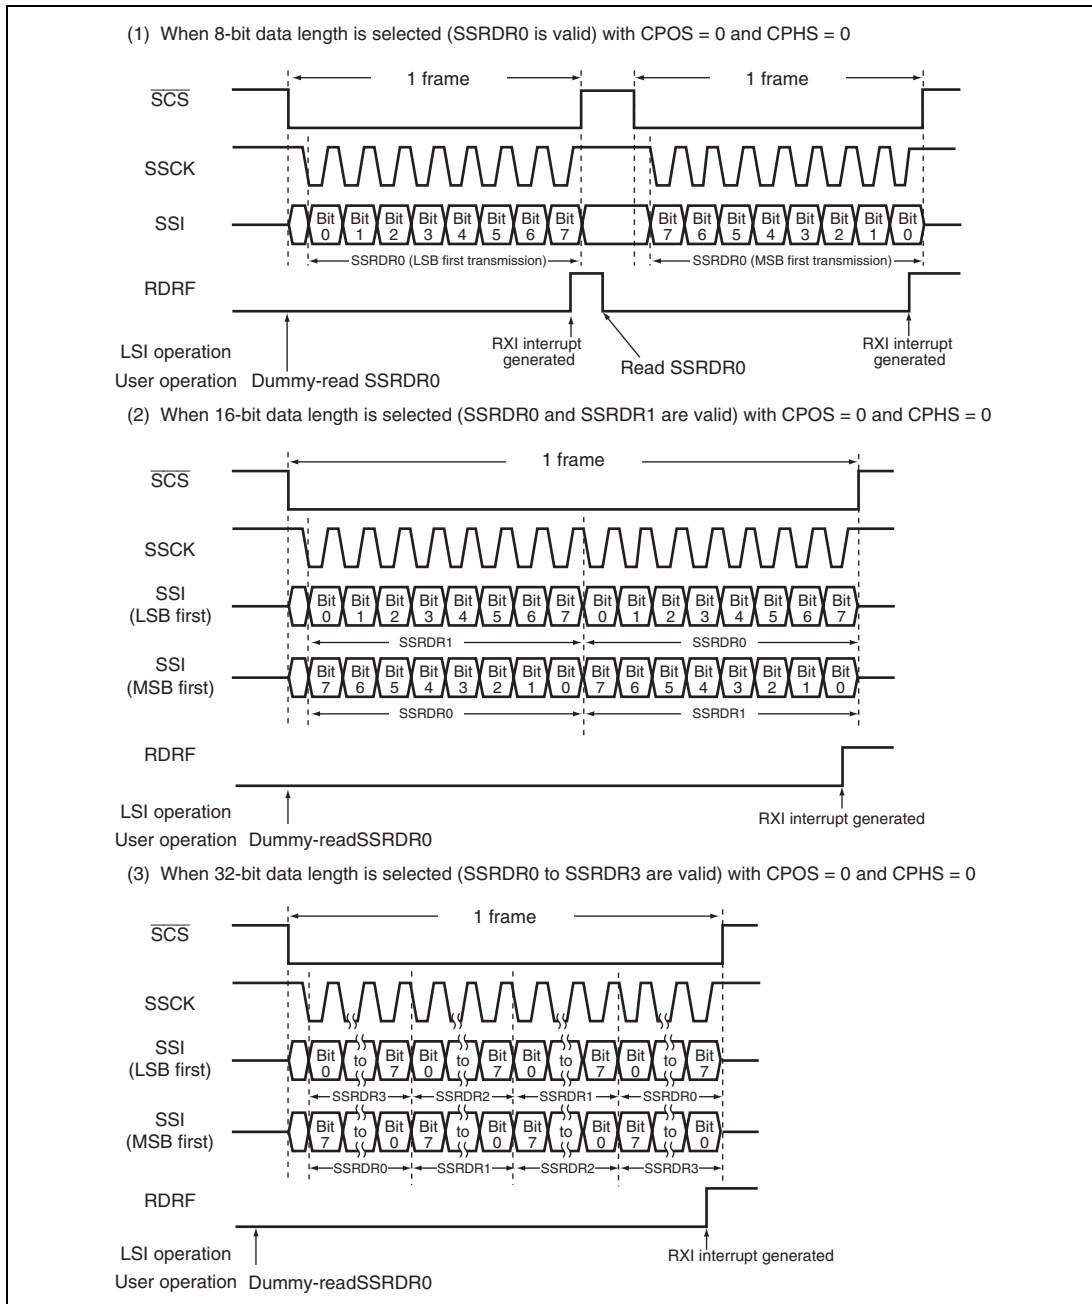 (1) When 8-bit data length is selected (SSRDR0 is valid) with CPOS = 0 and CPHS = 0
1 frame 1 frame
SCS
SSCK
SSI Bit 0 Bit 1 Bit 2 Bit 3 Bit 4 Bit 5 Bit 6 Bit 7 Bit 7 Bit 6 Bit 5 Bit 4 Bit 3 Bit 2 Bit 1 Bit 0
SSRDR0 (LSB first transmission) SSRDR0 (MSB first transmission)
RDRF
LSI operation RXI interrupt generated RXI interrupt generated
User operation Dummy-read SSRDR0 Read SSRDR0
(2) When 16-bit data length is selected (SSRDR0 and SSRDR1 are valid) with CPOS = 0 and CPHS = 0
1 frame
SCS
SSCK
SSI (LSB first) Bit 0 Bit 1 Bit 2 Bit 3 Bit 4 Bit 5 Bit 6 Bit 7 Bit 0 Bit 1 Bit 2 Bit 3 Bit 4 Bit 5 Bit 6 Bit 7
SSRDR1 SSRDR0
SSI (MSB first) Bit 7 Bit 6 Bit 5 Bit 4 Bit 3 Bit 2 Bit 1 Bit 0 Bit 7 Bit 6 Bit 5 Bit 4 Bit 3 Bit 2 Bit 1 Bit 0
SSRDR0 SSRDR1
RDRF
LSI operation RXI interrupt generated
User operation Dummy-readSSRDR0
(3) When 32-bit data length is selected (SSRDR0 to SSRDR3 are valid) with CPOS = 0 and CPHS = 0
1 frame
SCS
SSCK
SSI (LSB first) Bit 0 to Bit 7 Bit 0 to Bit 7 Bit 0 to Bit 7 Bit 0 to Bit 7
SSRDR3 SSRDR2 SSRDR1 SSRDR0
SSI (MSB first) Bit 7 to Bit 0 Bit 7 to Bit 0 Bit 7 to Bit 0 Bit 7 to Bit 0
SSRDR0 SSRDR1 SSRDR2 SSRDR3
RDRF
LSI operation RXI interrupt generated
User operation Dummy-readSSRDR0